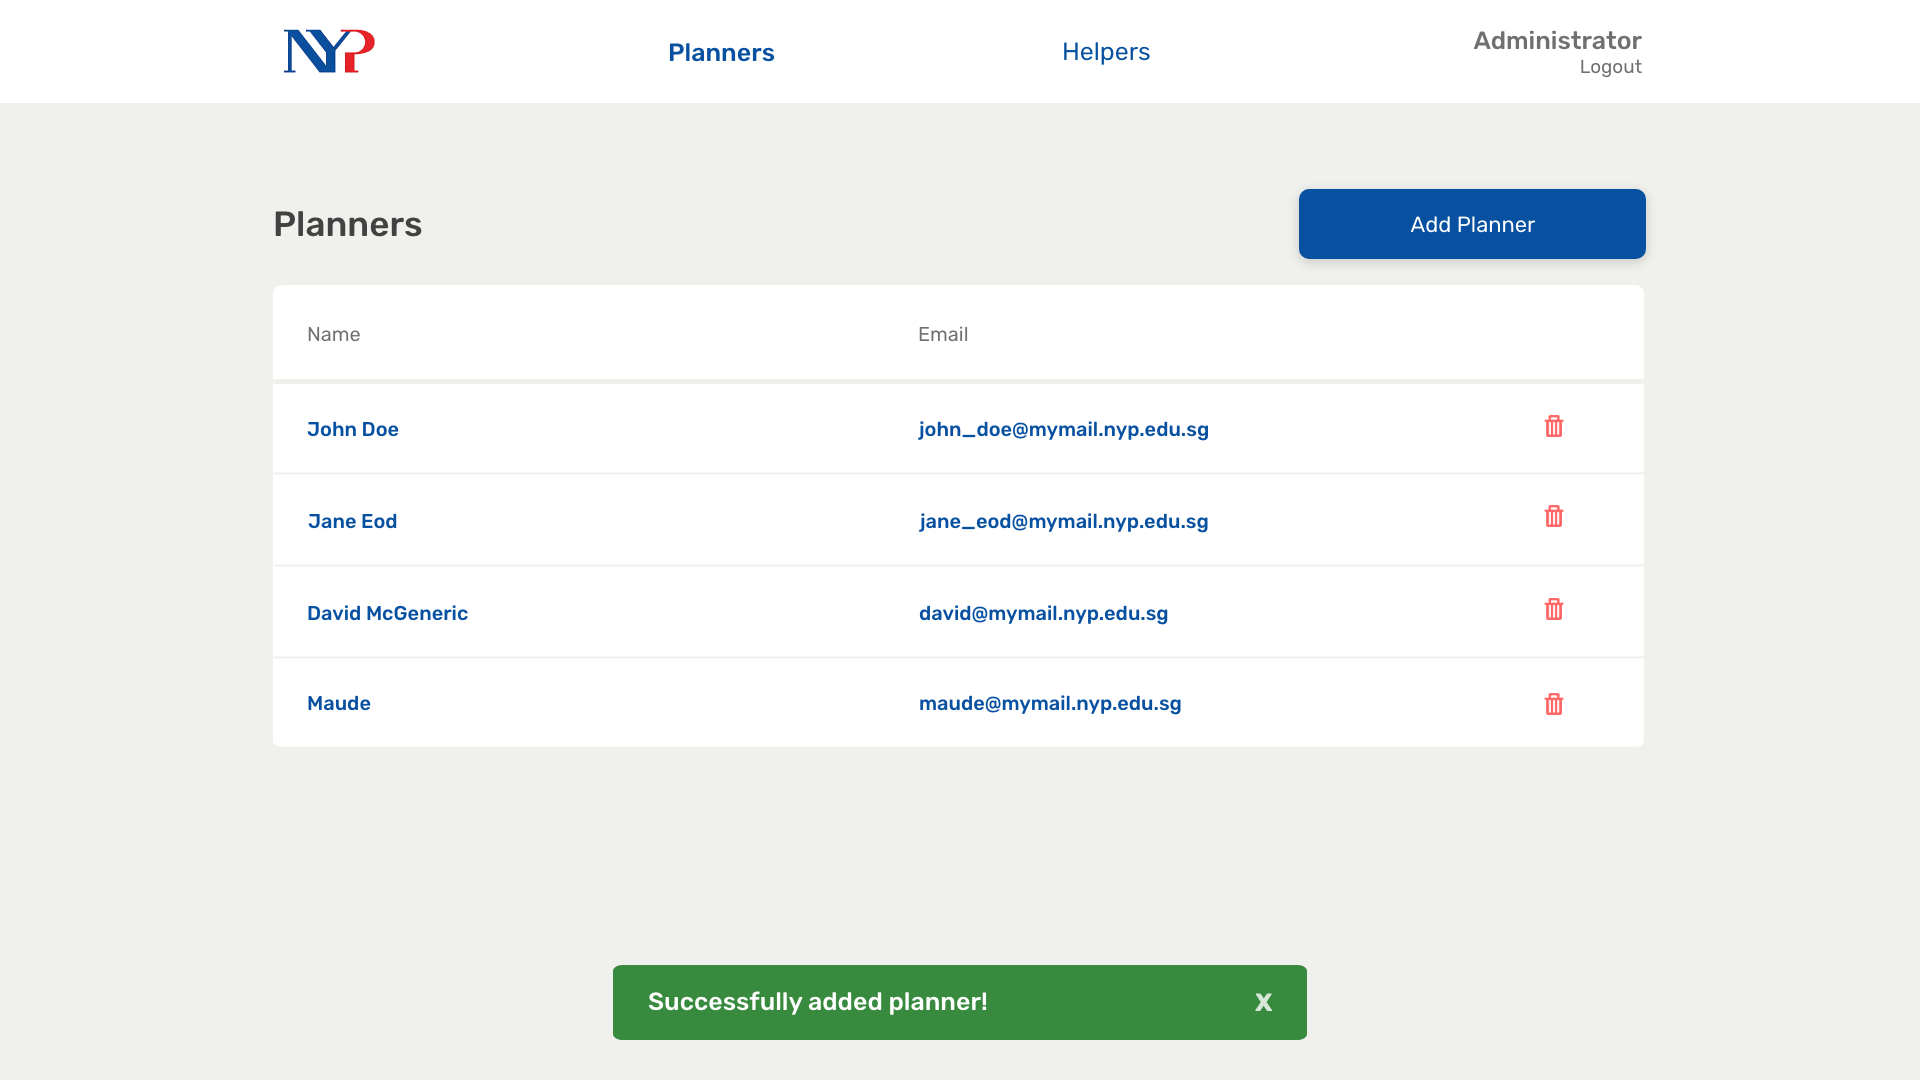 NYP
Planners
Helpers
Administrator
Logout
Planners
Add Planner
Name
Email
John Doe
john_doe@mymail.nyp.edu.sg
Jane Eod
jane_eod@mymail.nyp.edu.sg
David McGeneric
david@mymail.nyp.edu.sg
Maude
maude@mymail.nyp.edu.sg
Successfully added planner!
X